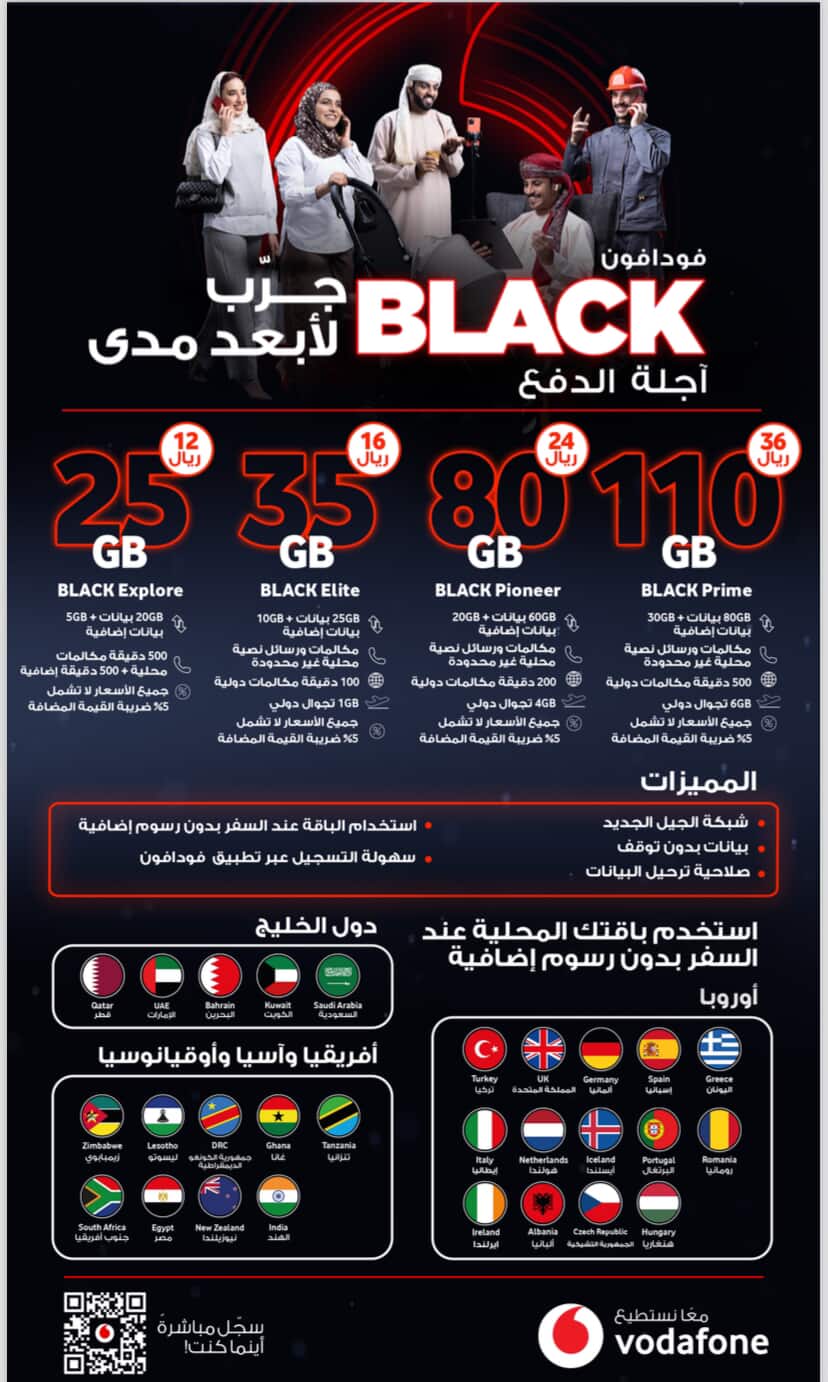 فودافون
BLACK
آجلة الدفع
جرّب
لأبعد مدى
36
ريال
110
GB
BLACK Prime
80GB بيانات + 30GB
بيانات إضافية
مكالمات ورسائل نصية
محلية غير محدودة
500 دقيقة مكالمات دولية
6GB تجوال دولي
جميع الأسعار لا تشمل
5% ضريبة القيمة المضافة
24
ريال
80
GB
BLACK Pioneer
60GB بيانات + 20GB
بيانات إضافية
مكالمات ورسائل نصية
محلية غير محدودة
200 دقيقة مكالمات دولية
4GB تجوال دولي
جميع الأسعار لا تشمل
5% ضريبة القيمة المضافة
16
ريال
35
GB
BLACK Elite
25GB بيانات + 10GB
بيانات إضافية
مكالمات ورسائل نصية
محلية غير محدودة
100 دقيقة مكالمات دولية
1GB تجوال دولي
جميع الأسعار لا تشمل
5% ضريبة القيمة المضافة
12
ريال
25
GB
BLACK Explore
20GB بيانات + 5GB
بيانات إضافية
500 دقيقة مكالمات
محلية + 500 دقيقة إضافية
جميع الأسعار لا تشمل
5% ضريبة القيمة المضافة
المميزات
• شبكة الجيل الجديد
• بيانات بدون توقف
• صلاحية ترحيل البيانات
• استخدام الباقة عند السفر بدون رسوم إضافية
• سهولة التسجيل عبر تطبيق فودافون
استخدم باقتك المحلية عند
السفر بدون رسوم إضافية
أوروبا
Turkey UK Germany Spain Greece
تركيا المملكة المتحدة ألمانيا إسبانيا اليونان
Italy Netherlands Iceland Portugal Romania
إيطاليا هولندا آيسلندا البرتغال رومانيا
Ireland Albania Czech Republic Hungary
ايرلندا ألبانيا الجمهورية التشيكية هنغاريا
دول الخليج
Qatar UAE Bahrain Kuwait Saudi Arabia
قطر الإمارات البحرين الكويت السعودية
أفريقيا وآسيا وأوقيانوسيا
Zimbabwe Lesotho DRC Ghana Tanzania
زيمبابوي ليسوتو جمهورية الكونغو الديمقراطية غانا تنزانيا
South Africa Egypt New Zealand India
جنوب أفريقيا مصر نيوزيلندا الهند
معًا نستطيع
vodafone
سجّل مباشرةً
أينما كنت!